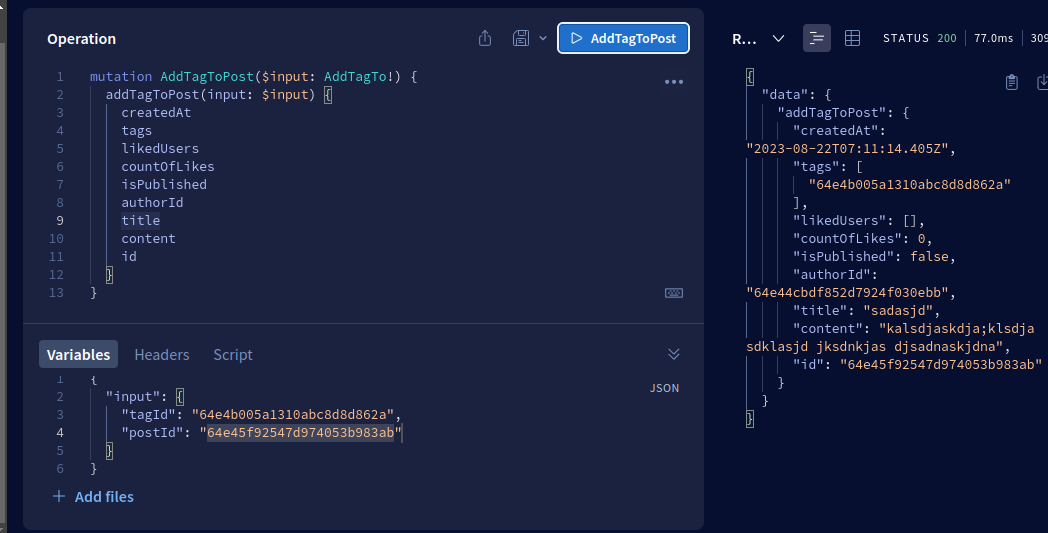 Operation
AddTagToPost
1 mutation AddTagToPost($input: AddTagTo!) {
2 addTagToPost(input: $input) {
3 createdAt
4 tags
5 likedUsers
6 countOfLikes
7 isPublished
8 authorId
9 title
10 content
11 id
12 }
13 }
Variables Headers Script
JSON
1 {
2 "input": {
3 "tagId": "64e4b005a1310abc8d8d862a",
4 "postId": "64e45f92547d974053b983ab"
5 }
6 }
+ Add files
R... STATUS 200 77.0ms 309
{
"data": {
"addTagToPost": {
"createdAt":
"2023-08-22T07:11:14.405Z",
"tags": [
"64e4b005a1310abc8d8d862a"
],
"likedUsers": [],
"countOfLikes": 0,
"isPublished": false,
"authorId":
"64e44cbdf852d7924f030ebb",
"title": "sadasjd",
"content": "kalsdjaskdja;klsdja
sdklasjd jksdnkjas djsadnaskjdna",
"id": "64e45f92547d974053b983ab"
}
}
}